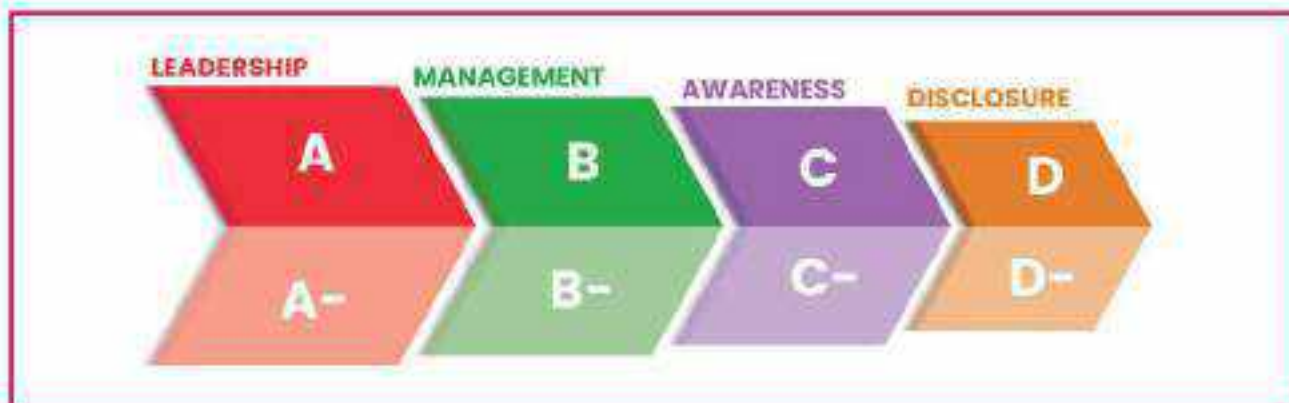 LEADERSHIP
MANAGEMENT
AWARENESS
DISCLOSURE
A
B
C
D
A-
B-
C-
D-